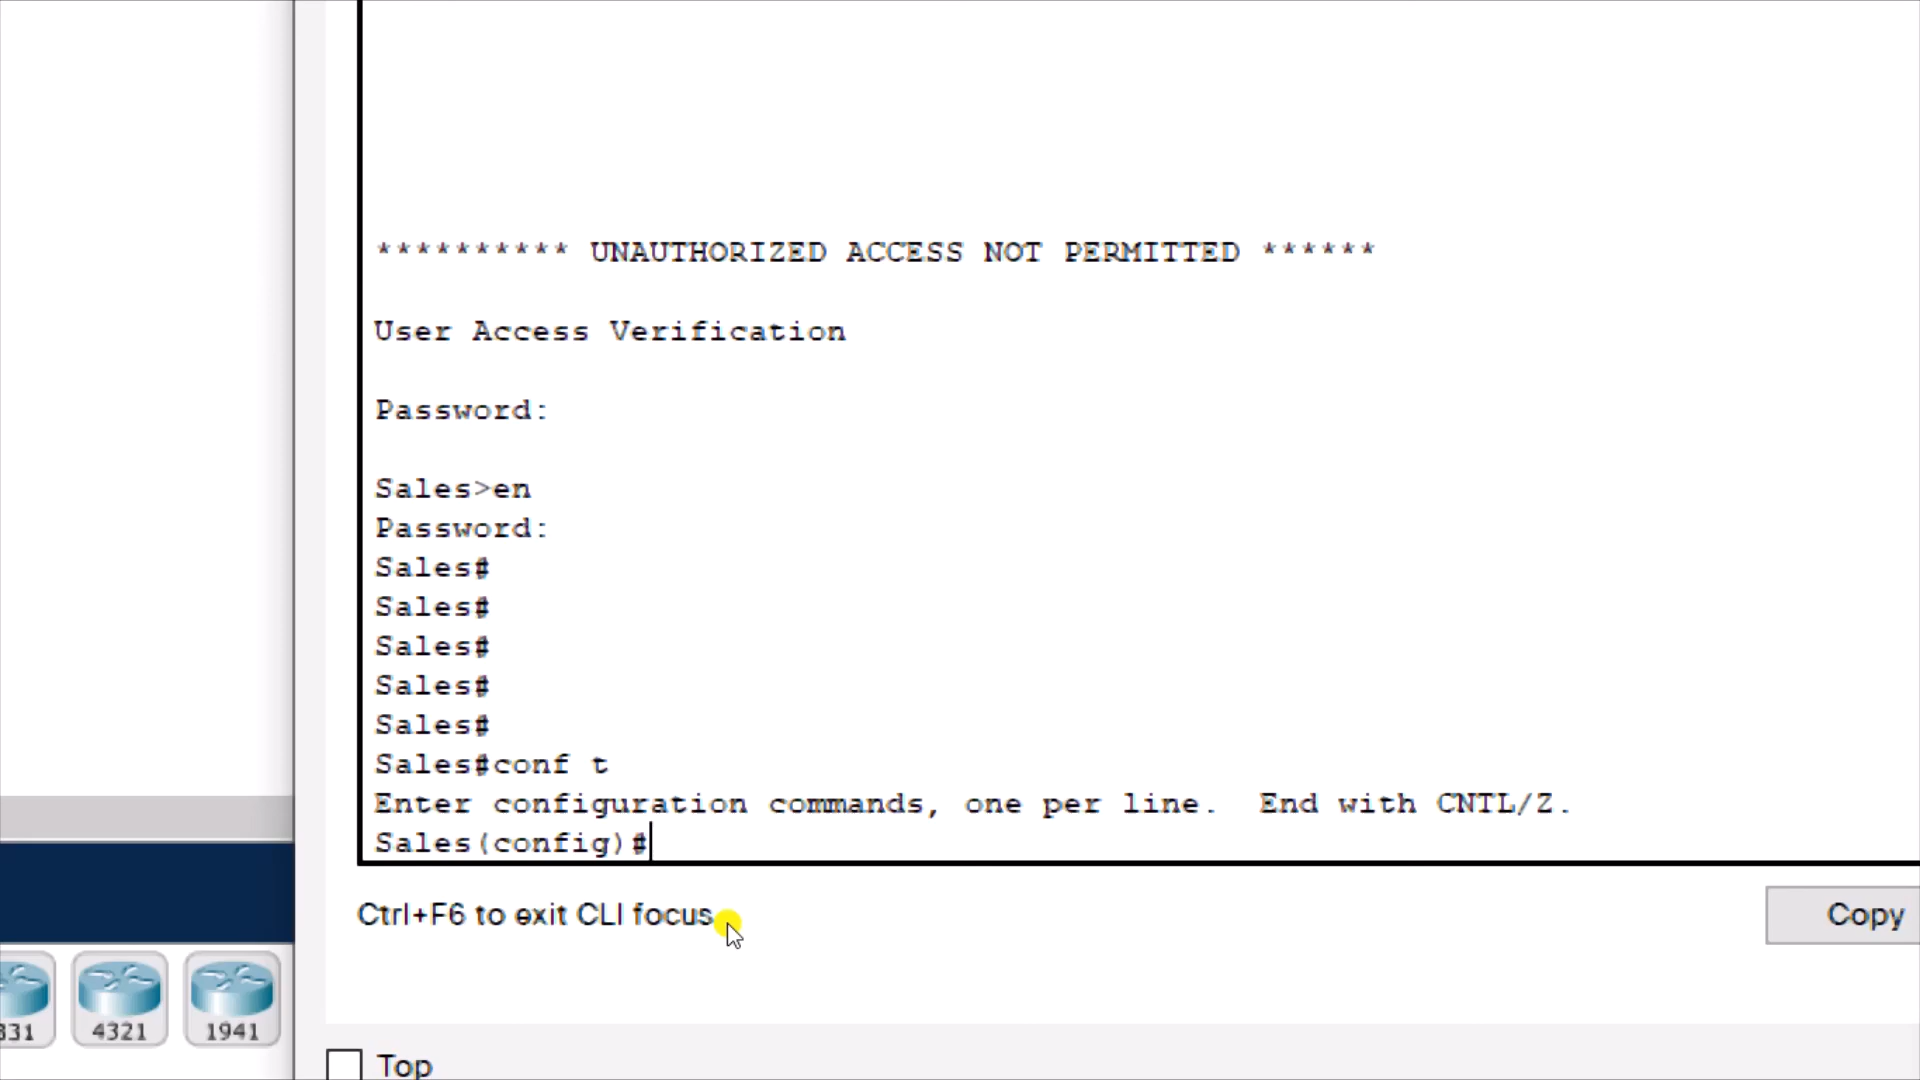 ********** UNAUTHORIZED ACCESS NOT PERMITTED ******
User Access Verification
Password:
Sales>en
Password:
Sales#
Sales#
Sales#
Sales#
Sales#
Sales#conf t
Enter configuration commands, one per line.  End with CNTL/Z.
Sales(config)#
Ctrl+F6 to exit CLI focus
Copy
331 4321 1941
Top